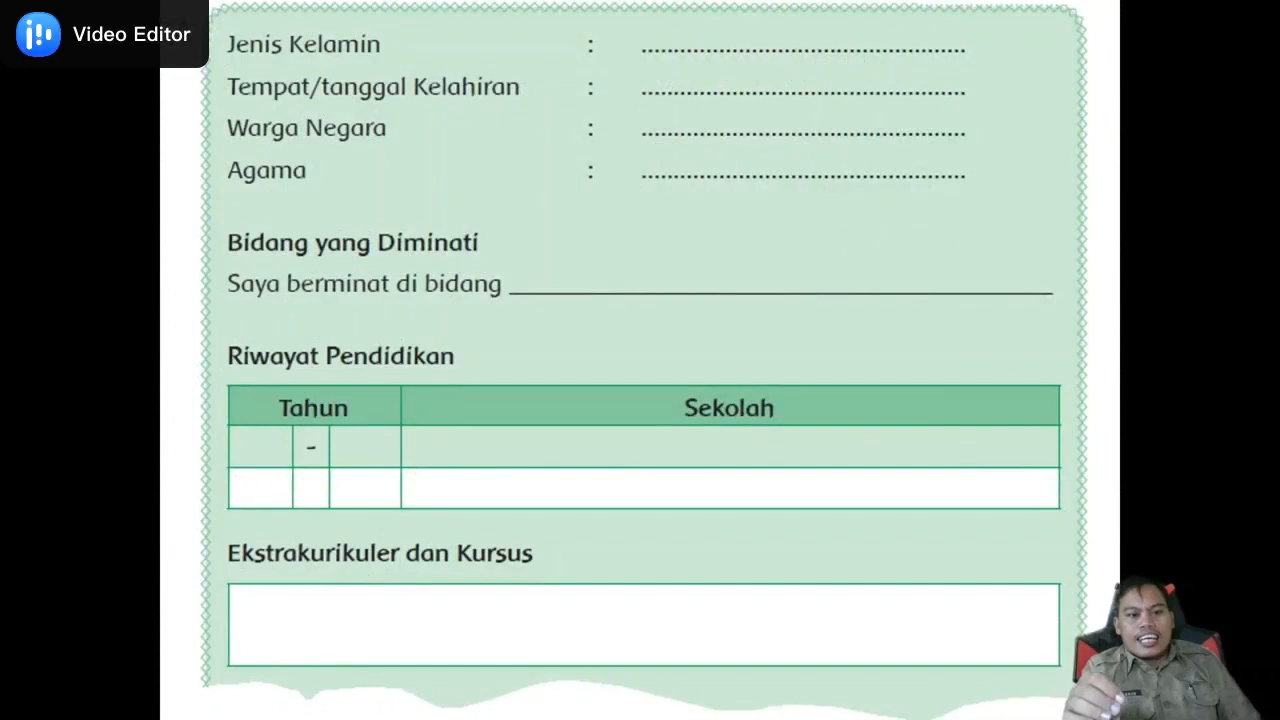 Video Editor
Jenis Kelamin : ..................................................
Tempat/tanggal Kelahiran : ..................................................
Warga Negara : ..................................................
Agama : ..................................................
Bidang yang Diminati
Saya berminat di bidang ______________________________
Riwayat Pendidikan
Tahun Sekolah
-
Ekstrakurikuler dan Kursus